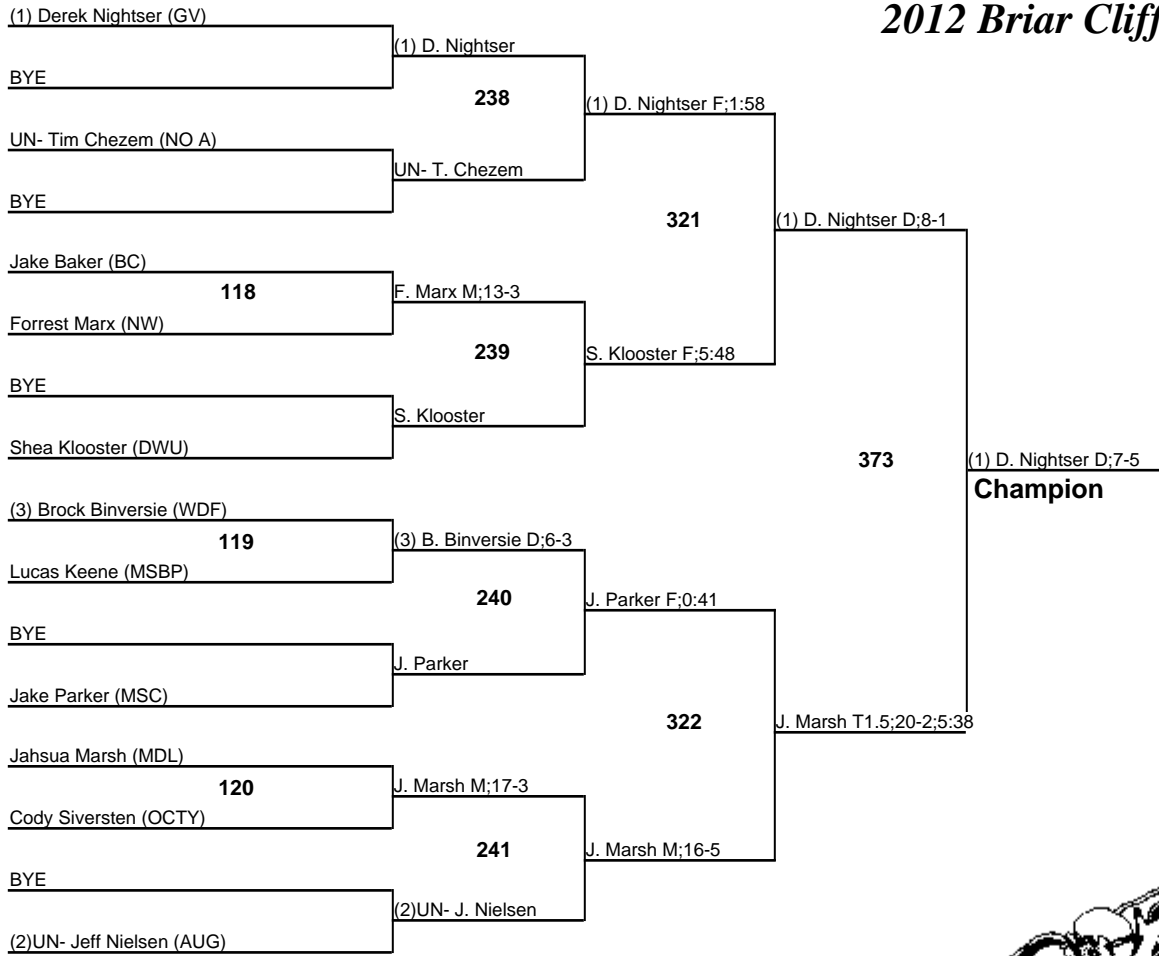 2012 Briar Cliff
(1) Derek Nightser (GV)
(1) D. Nightser
BYE
238
(1) D. Nightser F;1:58
UN- Tim Chezem (NO A)
UN- T. Chezem
BYE
321
(1) D. Nightser D;8-1
Jake Baker (BC)
118
F. Marx M;13-3
Forrest Marx (NW)
239
S. Klooster F;5:48
BYE
S. Klooster
Shea Klooster (DWU)
373
(1) D. Nightser D;7-5
Champion
(3) Brock Binversie (WDF)
119
(3) B. Binversie D;6-3
Lucas Keene (MSBP)
240
J. Parker F;0:41
BYE
J. Parker
Jake Parker (MSC)
322
J. Marsh T1.5;20-2;5:38
Jahsua Marsh (MDL)
120
J. Marsh M;17-3
Cody Siversten (OCTY)
241
J. Marsh M;16-5
BYE
(2)UN- J. Nielsen
(2)UN- Jeff Nielsen (AUG)